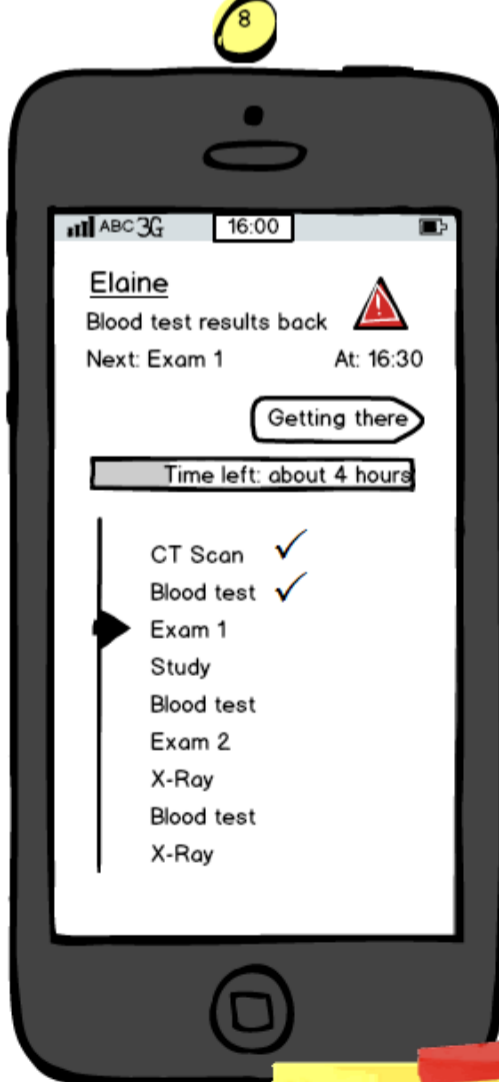 8
ABC 3G 16:00
Elaine
Blood test results back
Next: Exam 1 At: 16:30
Getting there
Time left: about 4 hours
CT Scan
Blood test
Exam 1
Study
Blood test
Exam 2
X-Ray
Blood test
X-Ray